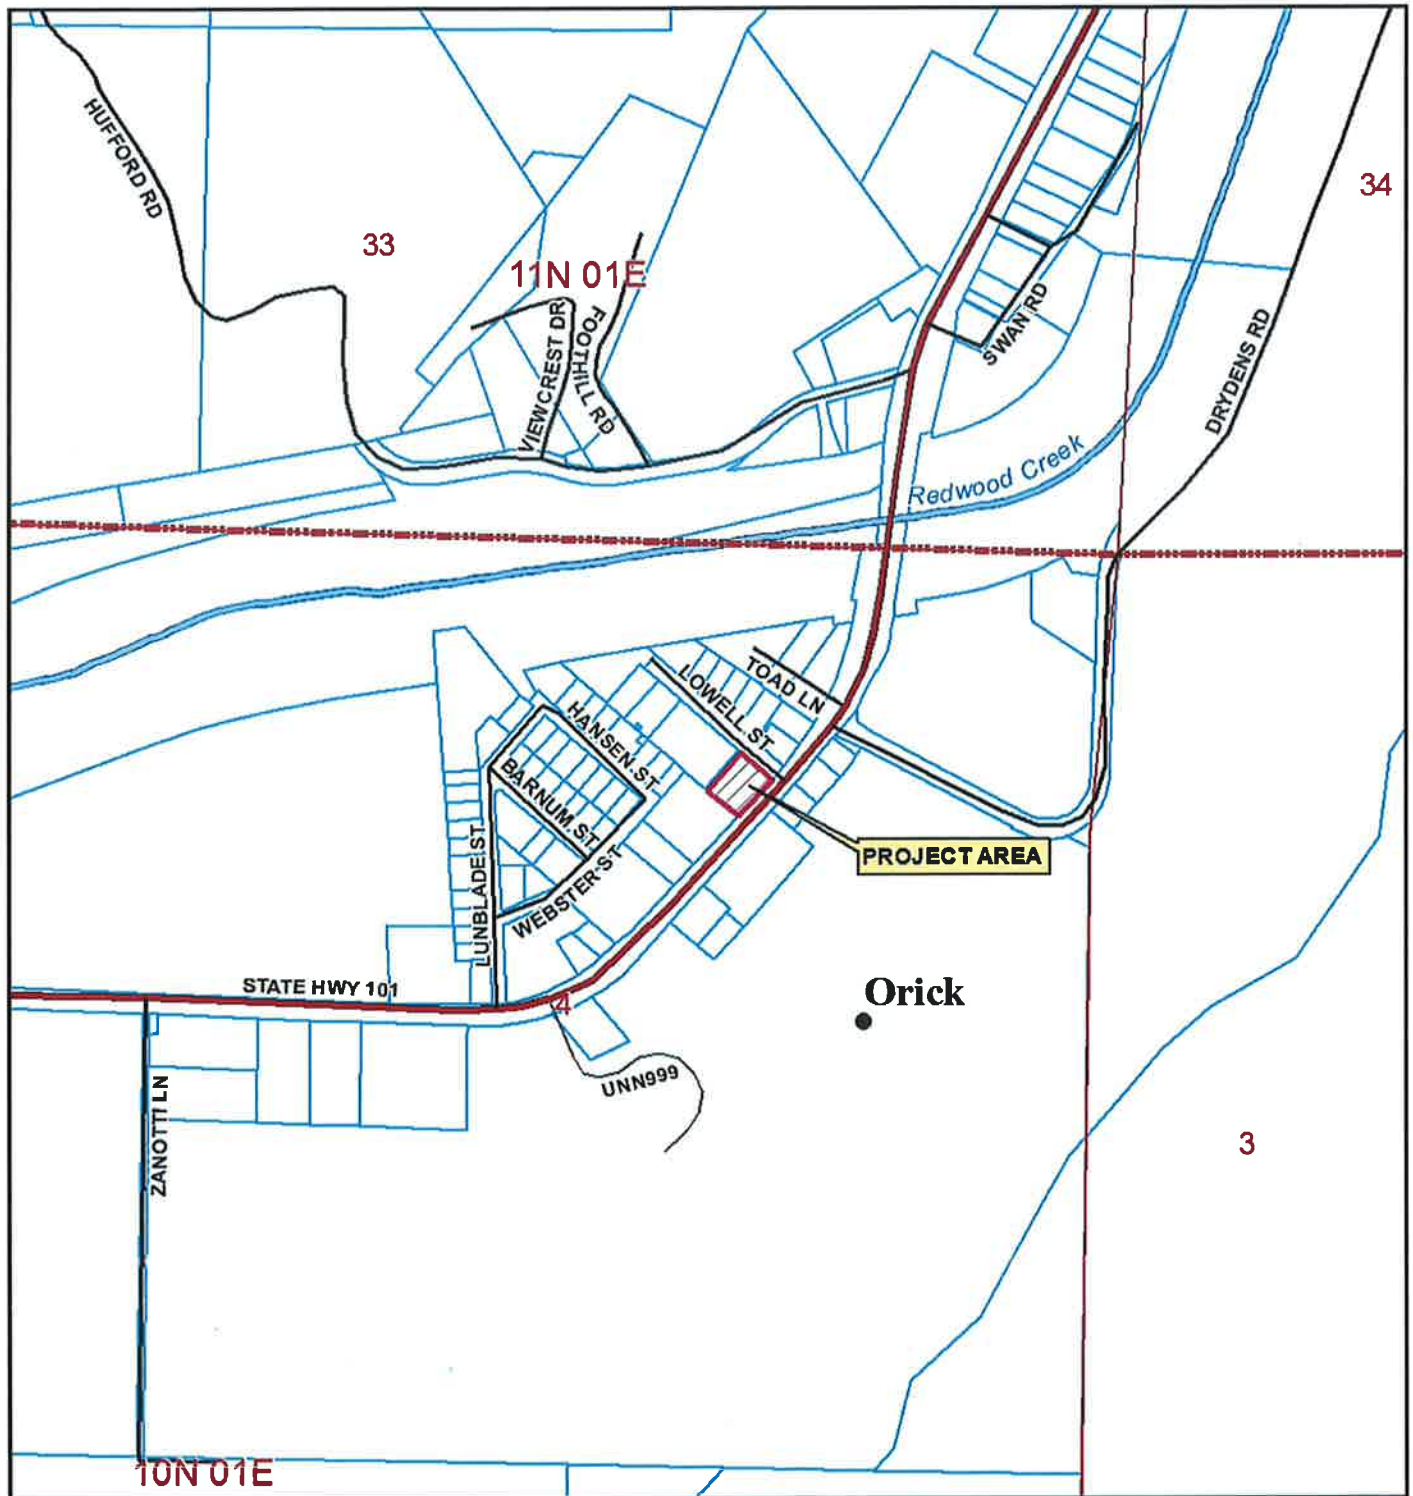 HUFFORD RD
34
33
11N 01E
VIEWCREST DR
FOOTHILL RD
SWAN RD
DRYDENS RD
Redwood Creek
TOAD LN
LOWELL ST
HANSEN ST
BARNUM ST
LUNBLADE ST
WEBSTER ST
PROJECT AREA
STATE HWY 101
4
Orick
UNN999
ZANOTTI LN
3
10N 01E